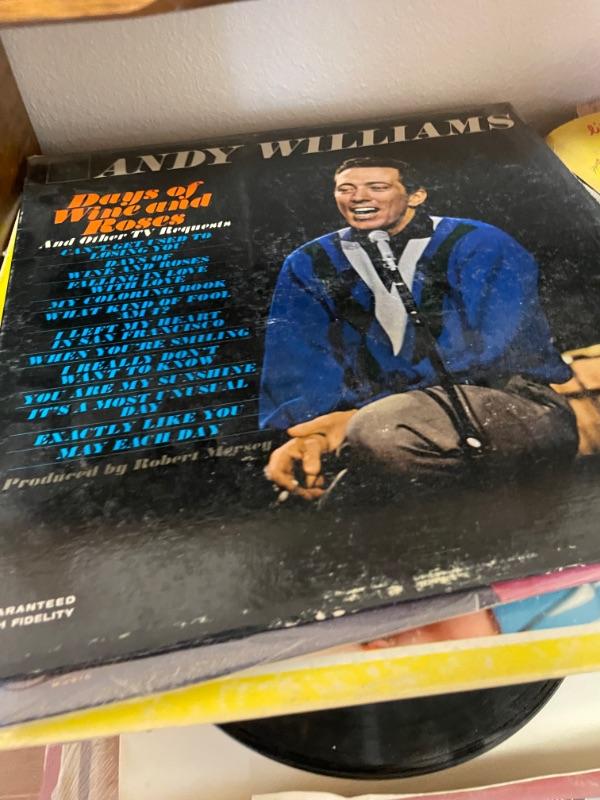 ANDY WILLIAMS
Days of
Wine and
Roses
And Other TV Requests
CAN'T GET USED TO
LOSING YOU
DAYS OF
WINE AND ROSES
FALLING IN LOVE
WITH LOVE
MY COLORING BOOK
WHAT KIND OF FOOL
AM I?
I LEFT MY HEART
IN SAN FRANCISCO
WHEN YOU'RE SMILING
I REALLY DON'T
WANT TO KNOW
YOU ARE MY SUNSHINE
IT'S A MOST UNUSUAL
DAY
EXACTLY LIKE YOU
MAY EACH DAY
Produced by Robert Mersey
ARANTEED
H FIDELITY
MUSIC